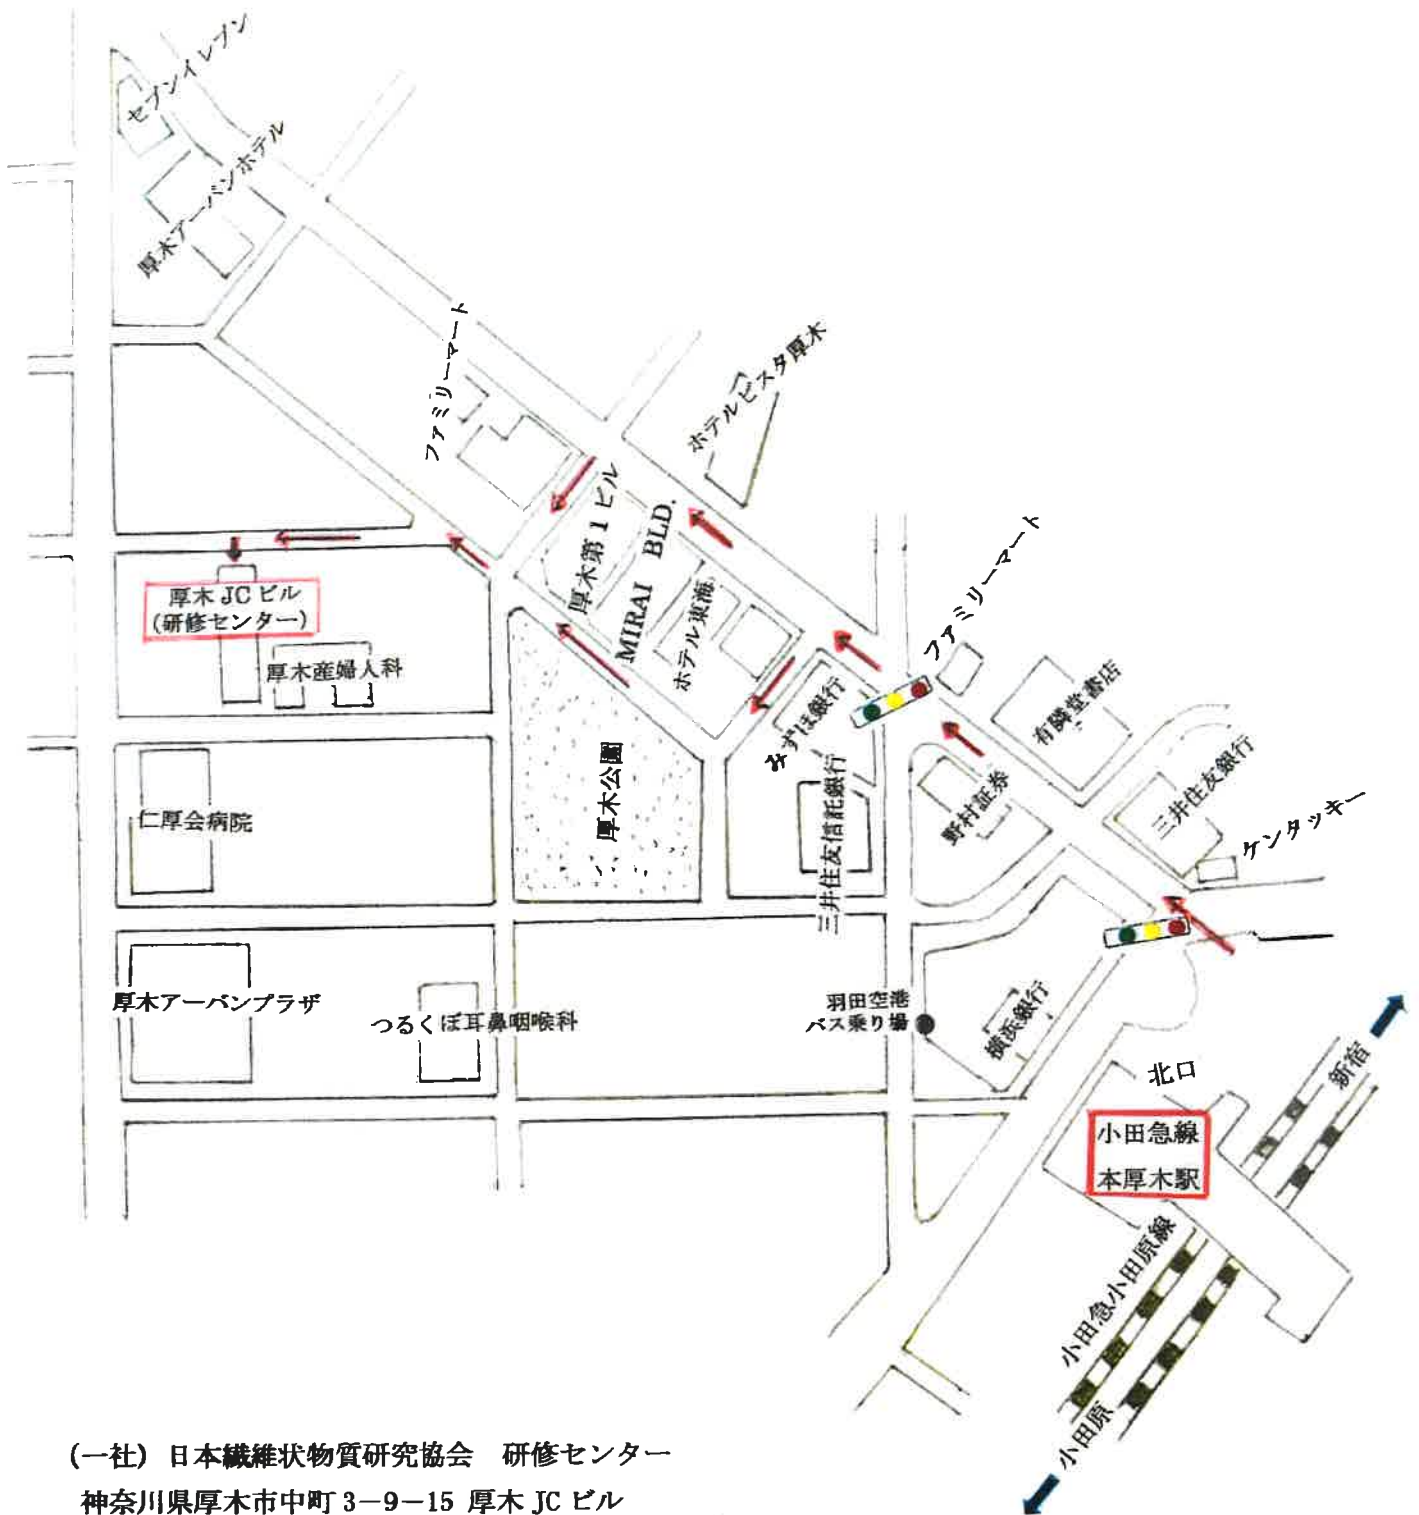 セブンイレブン
厚木アーバンホテル
ファミリーマート
ホテルビスタ厚木
厚木第1ビル
MIRAI BLD.
ホテル東海
ファミリーマート
厚木 JC ビル
(研修センター)
厚木産婦人科
みずほ銀行
有隣堂書店
厚木公園
三井住友信託銀行
野村証券
三井住友銀行
ケンタッキー
仁厚会病院
厚木アーバンプラザ
つるくぼ耳鼻咽喉科
羽田空港
バス乗り場
横浜銀行
北口
新宿
小田急線
本厚木駅
小田急小田原線
小田原
(一社) 日本繊維状物質研究協会 研修センター
神奈川県厚木市中町 3-9-15 厚木 JC ビル